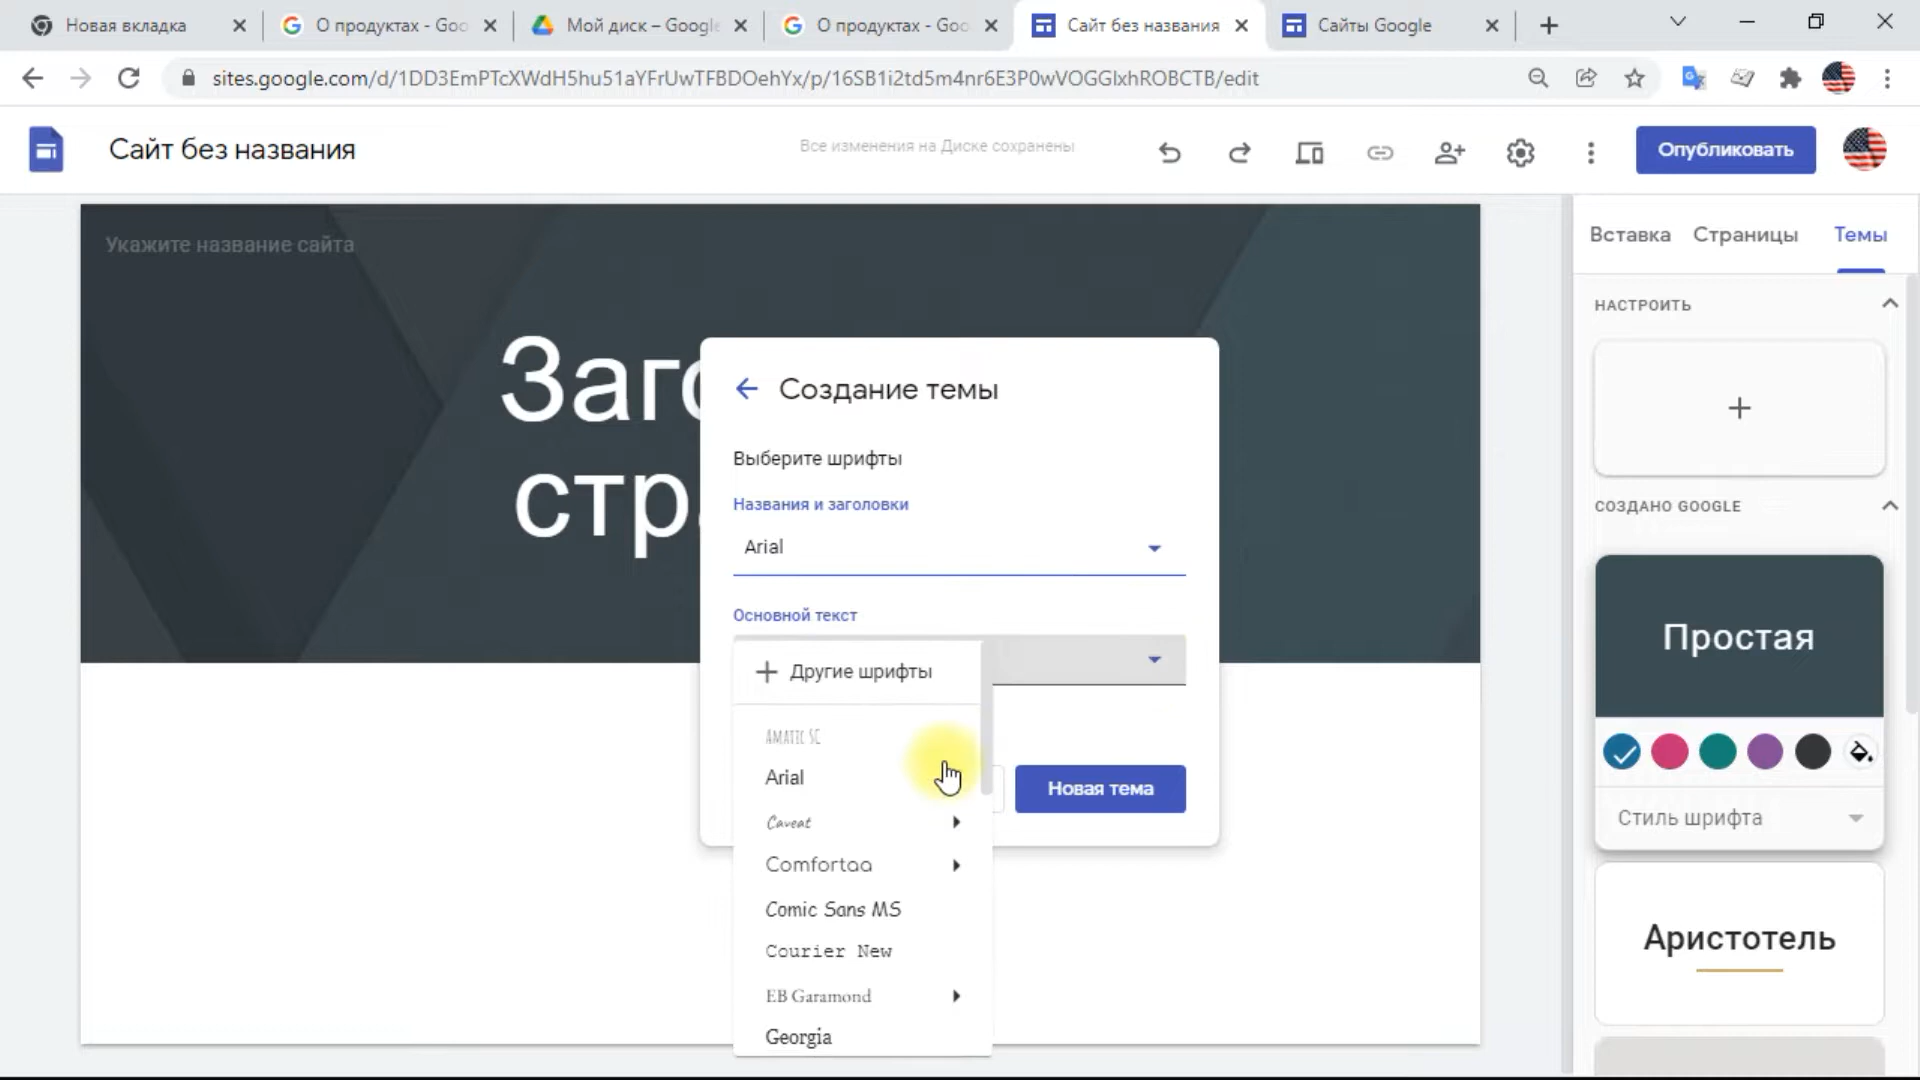 Новая вкладка
О продуктах - Goo
Мой диск – Google
О продуктах - Goo
Сайт без названия
Сайты Google
sites.google.com/d/1DD3EmPTcXWdH5hu51aYFrUwTFBDOehYx/p/16SB1i2td5m4nr6E3P0wVOGGlxhROBCTB/edit
Сайт без названия
Все изменения на Диске сохранены
Опубликовать
Укажите название сайта
Заго
стра
Создание темы
Выберите шрифты
Названия и заголовки
Arial
Основной текст
Другие шрифты
Amatic SC
Arial
Caveat
Comfortaa
Comic Sans MS
Courier New
EB Garamond
Georgia
Новая тема
Вставка
Страницы
Темы
НАСТРОИТЬ
СОЗДАНО GOOGLE
Простая
Стиль шрифта
Аристотель